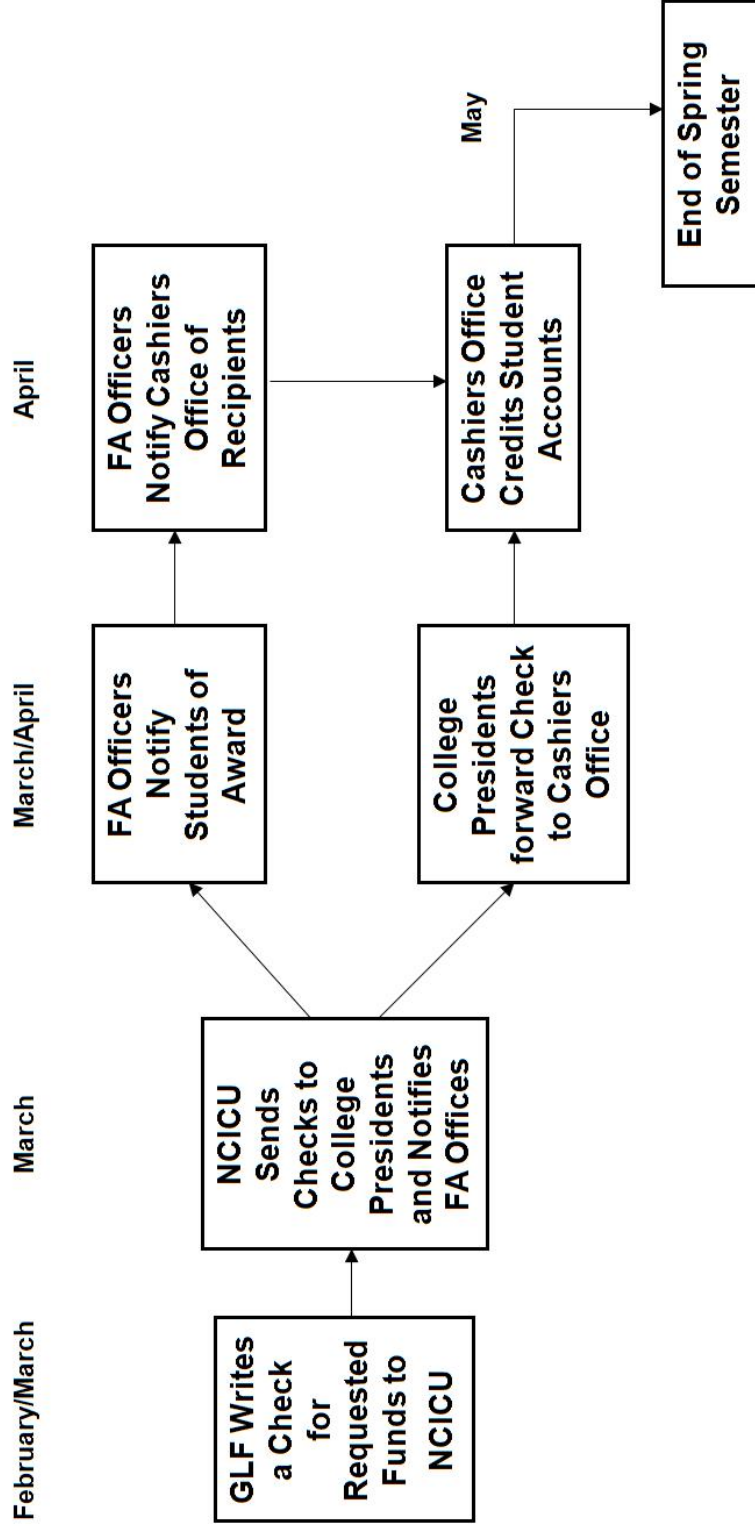 February/March
March
March/April
April
GLF Writes
a Check
for
Requested
Funds to
NCICU
NCICU
Sends
Checks to
College
Presidents
and Notifies
FA Offices
FA Officers
Notify
Students of
Award
FA Officers
Notify Cashiers
Office of
Recipients
College
Presidents
forward Check
to Cashiers
Office
Cashiers Office
Credits Student
Accounts
May
End of Spring
Semester